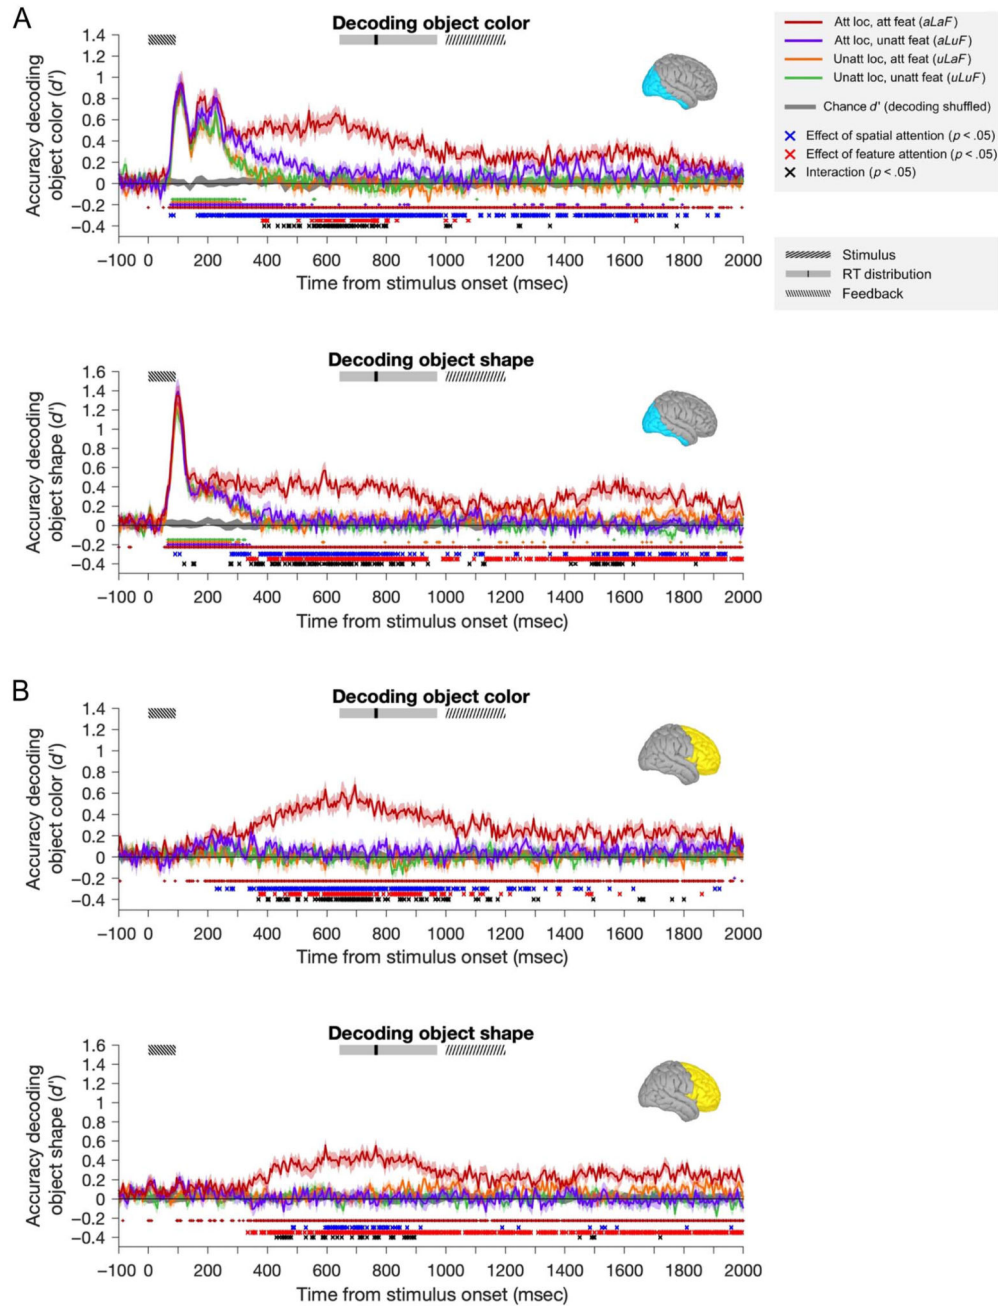 A
Decoding object color
1.4
1.2
1
0.8
0.6
0.4
0.2
0
−0.2
−0.4
Accuracy decoding
object color (d')
−100 0 200 400 600 800 1000 1200 1400 1600 1800 2000
Time from stimulus onset (msec)
Att loc, att feat (aLaF)
Att loc, unatt feat (aLuF)
Unatt loc, att feat (uLaF)
Unatt loc, unatt feat (uLuF)
Chance d' (decoding shuffled)
Effect of spatial attention (p < .05)
Effect of feature attention (p < .05)
Interaction (p < .05)
Stimulus
RT distribution
Feedback
Decoding object shape
1.6
1.4
1.2
1
0.8
0.6
0.4
0.2
0
−0.2
−0.4
Accuracy decoding
object shape (d')
−100 0 200 400 600 800 1000 1200 1400 1600 1800 2000
Time from stimulus onset (msec)
B
Decoding object color
1.4
1.2
1
0.8
0.6
0.4
0.2
0
−0.2
−0.4
Accuracy decoding
object color (d')
−100 0 200 400 600 800 1000 1200 1400 1600 1800 2000
Time from stimulus onset (msec)
Decoding object shape
1.6
1.4
1.2
1
0.8
0.6
0.4
0.2
0
−0.2
−0.4
Accuracy decoding
object shape (d')
−100 0 200 400 600 800 1000 1200 1400 1600 1800 2000
Time from stimulus onset (msec)